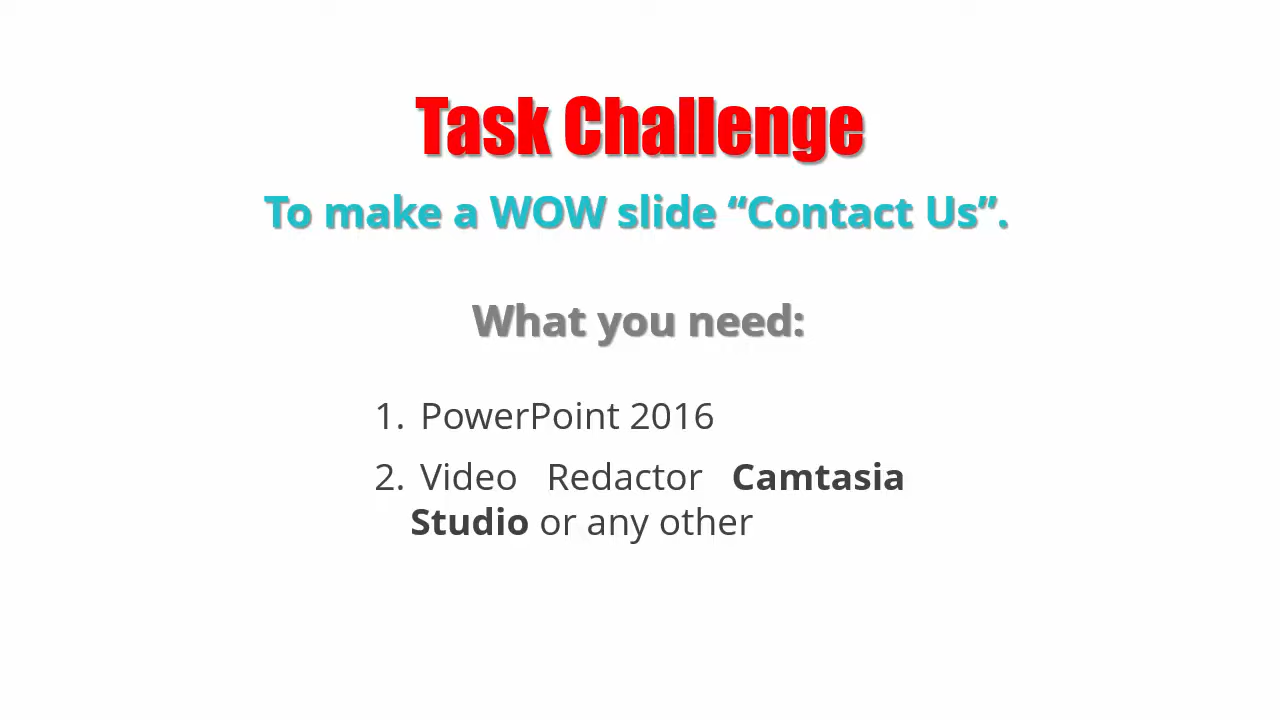 Task Challenge
To make a WOW slide “Contact Us”.
What you need:
1. PowerPoint 2016
2. Video Redactor Camtasia
Studio or any other